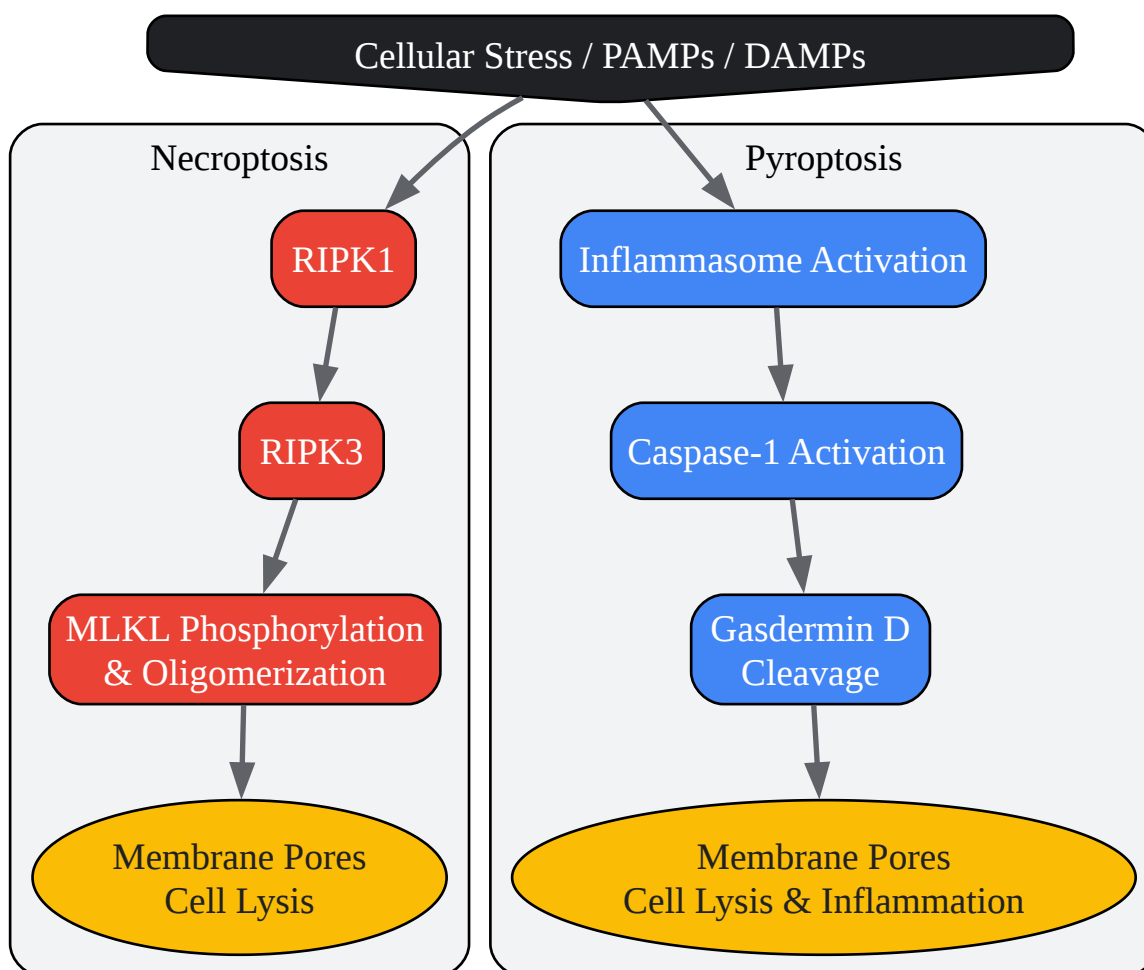 Cellular Stress / PAMPs / DAMPs
Necroptosis
RIPK1
RIPK3
MLKL Phosphorylation
& Oligomerization
Membrane Pores
Cell Lysis
Pyroptosis
Inflammasome Activation
Caspase-1 Activation
Gasdermin D
Cleavage
Membrane Pores
Cell Lysis & Inflammation